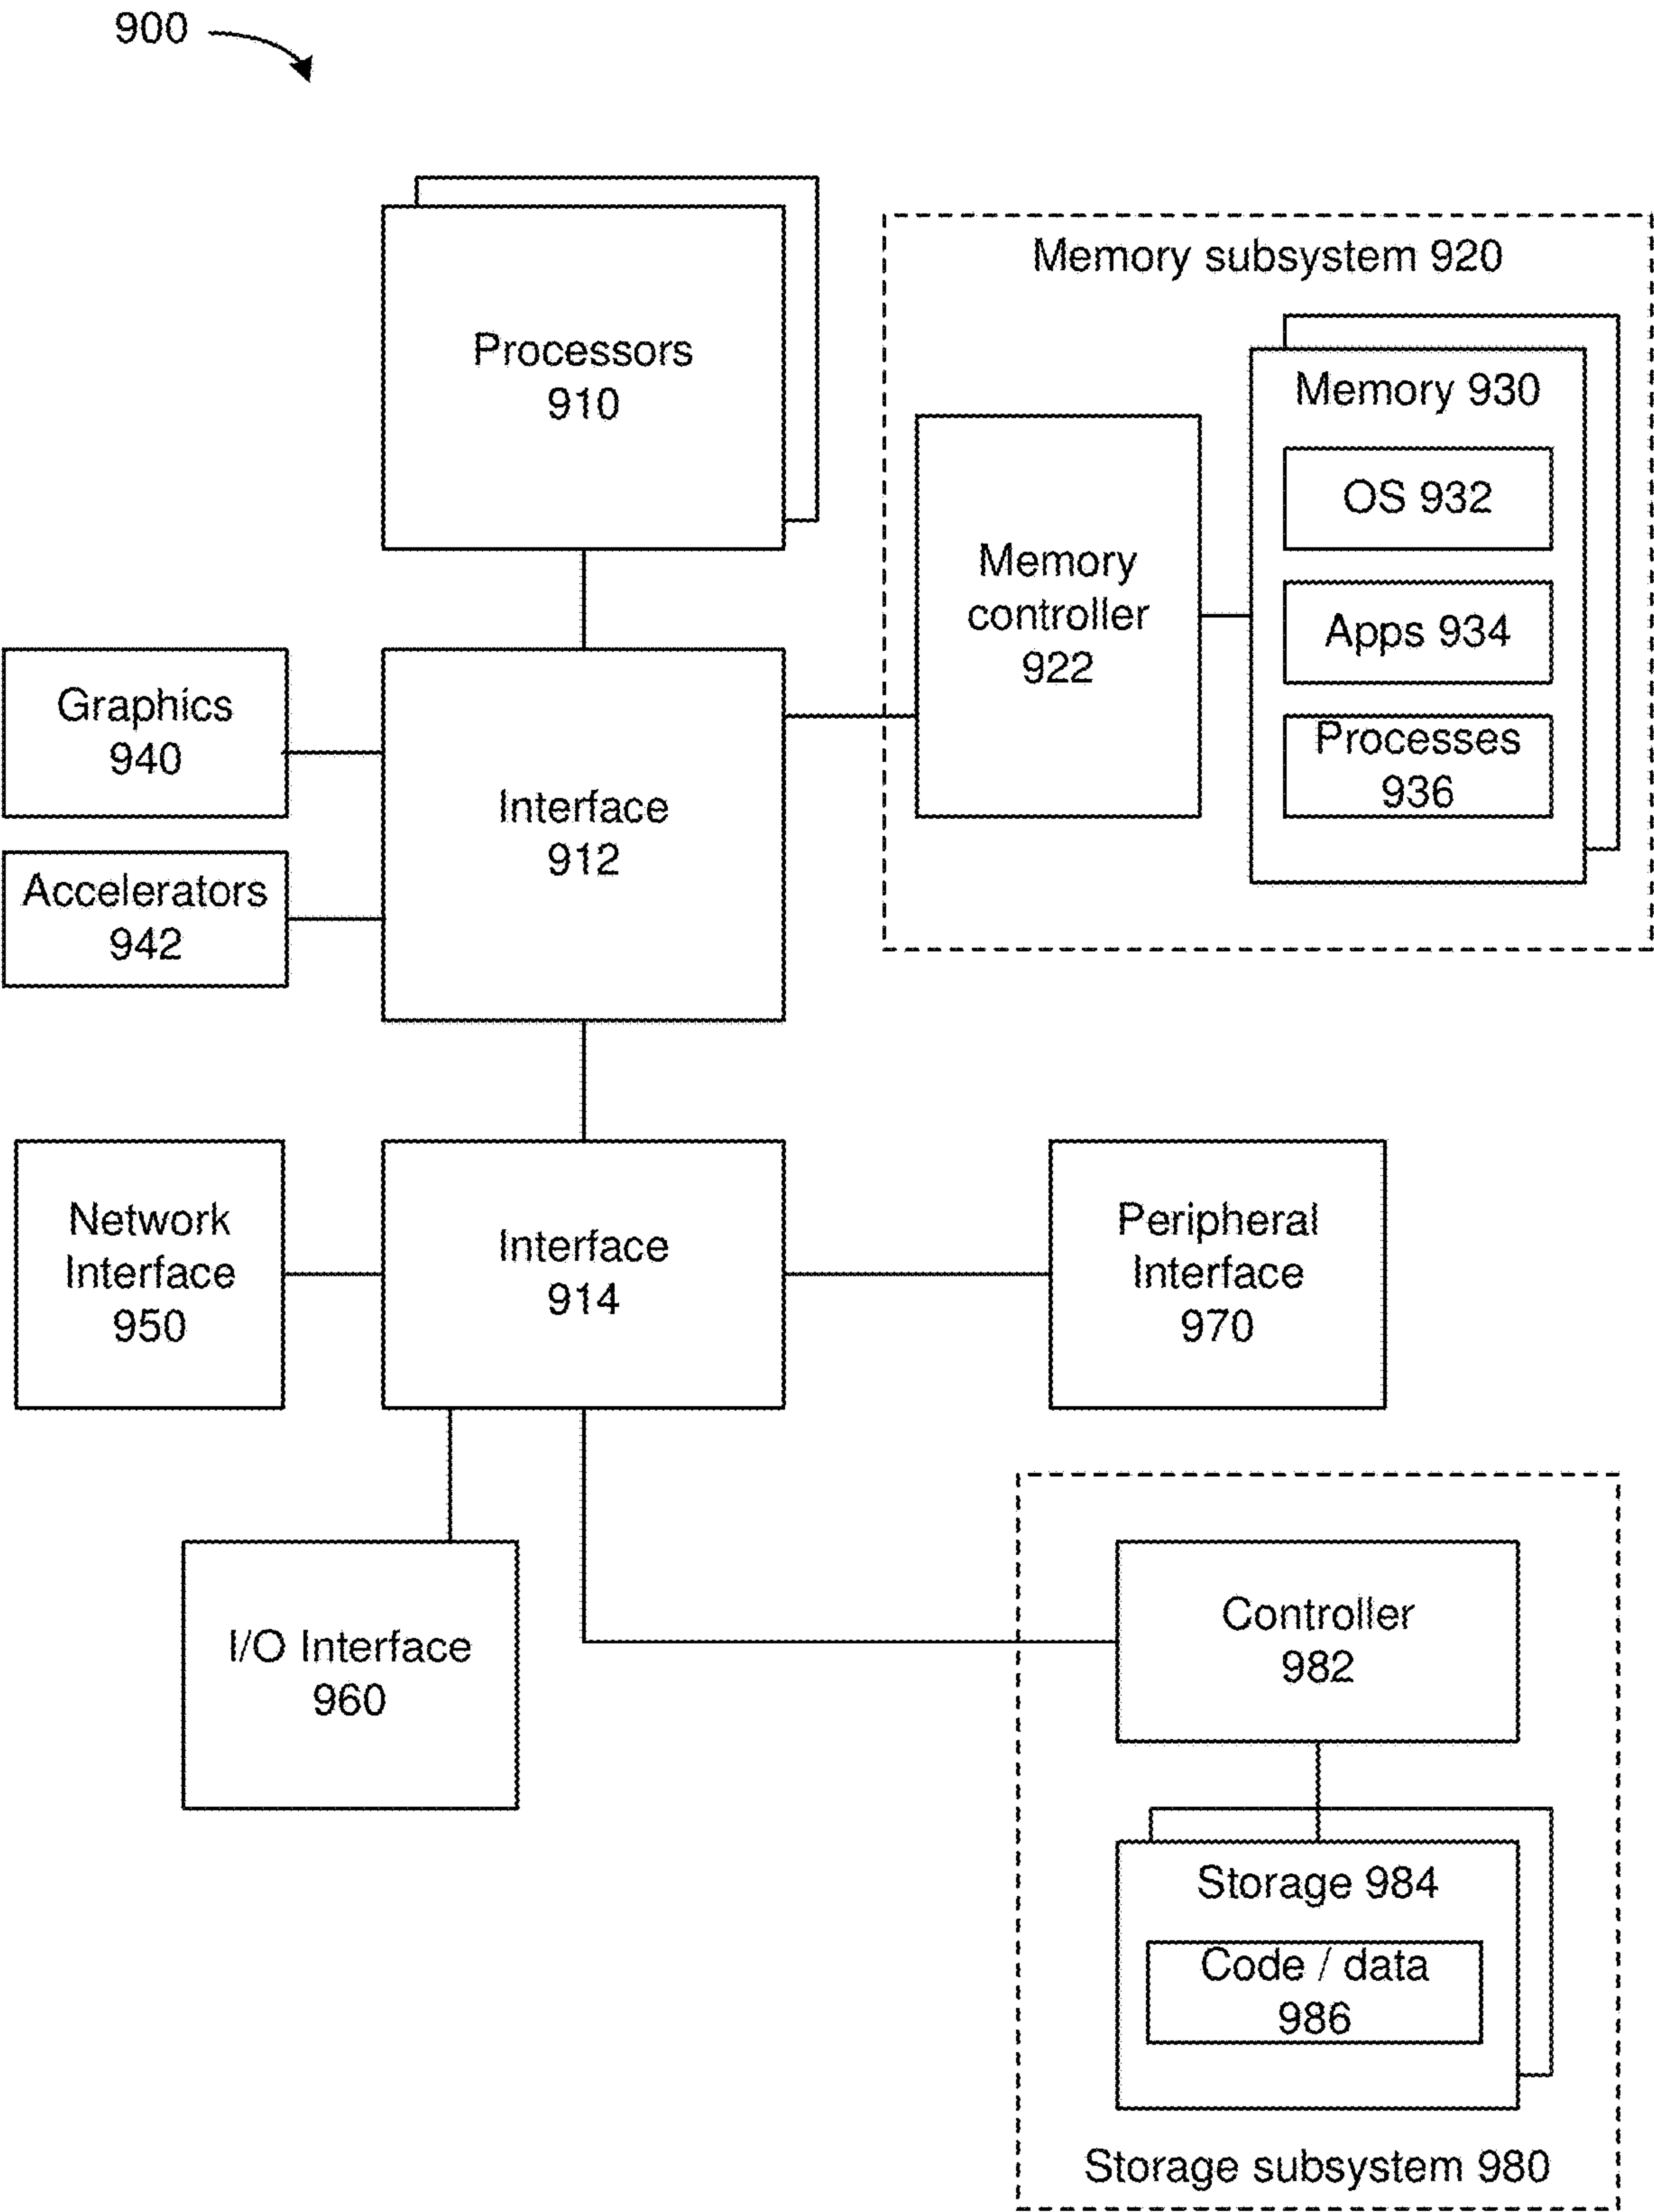 900
Processors
910
Memory subsystem 920
Memory 930
OS 932
Apps 934
Processes
936
Memory
controller
922
Graphics
940
Accelerators
942
Interface
912
Network
Interface
950
Interface
914
Peripheral
Interface
970
I/O Interface
960
Controller
982
Storage 984
Code / data
986
Storage subsystem 980